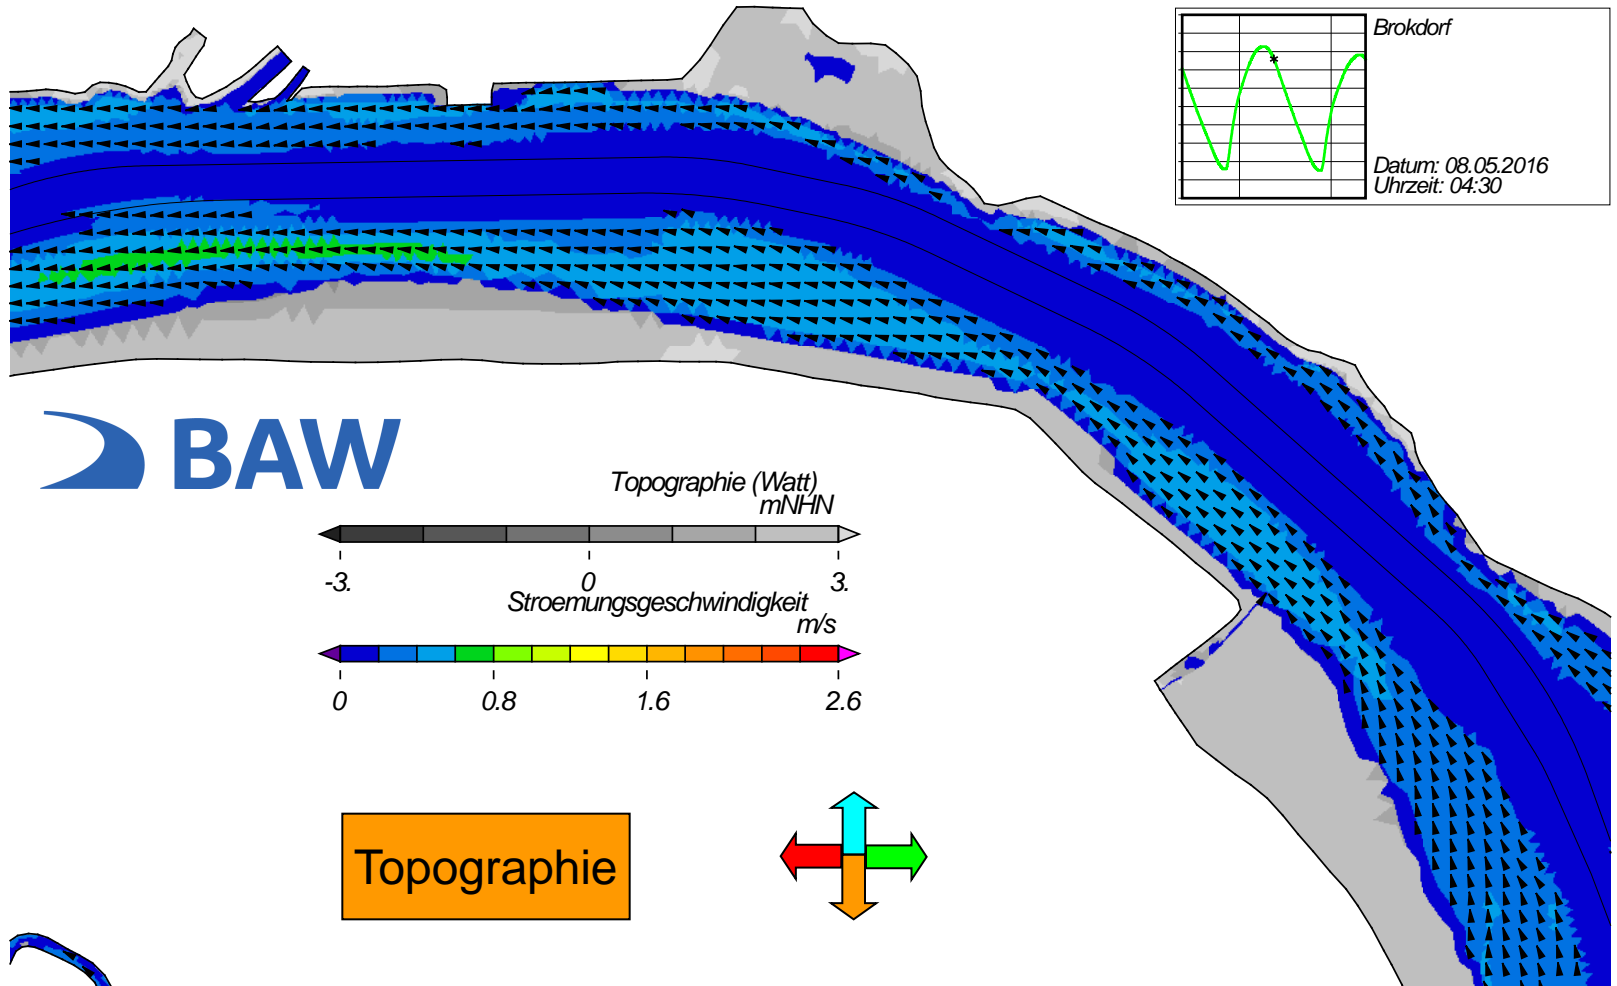 Brokdorf
Datum: 08.05.2016
Uhrzeit: 04:30
BAW
Topographie (Watt)
mNHN
-3. 0 3.
Stroemungsgeschwindigkeit
m/s
0 0.8 1.6 2.6
Topographie